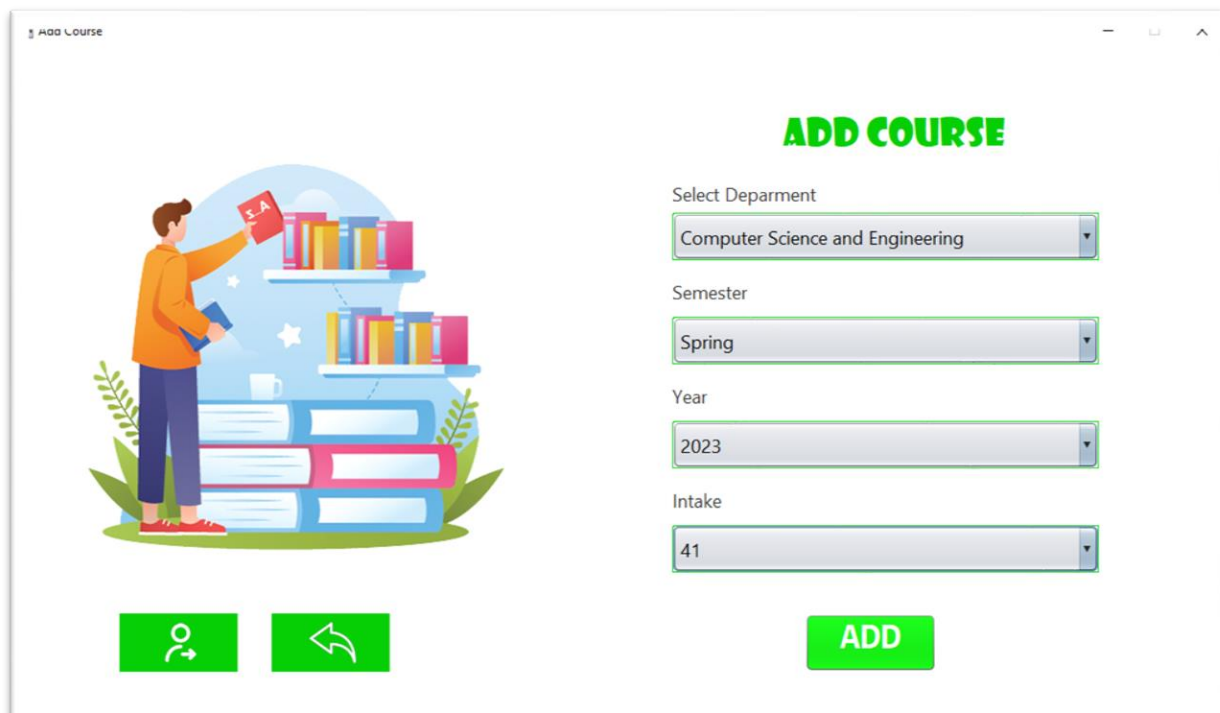 Add Course
ADD COURSE
Select Deparment
Computer Science and Engineering
Semester
Spring
Year
2023
Intake
41
ADD